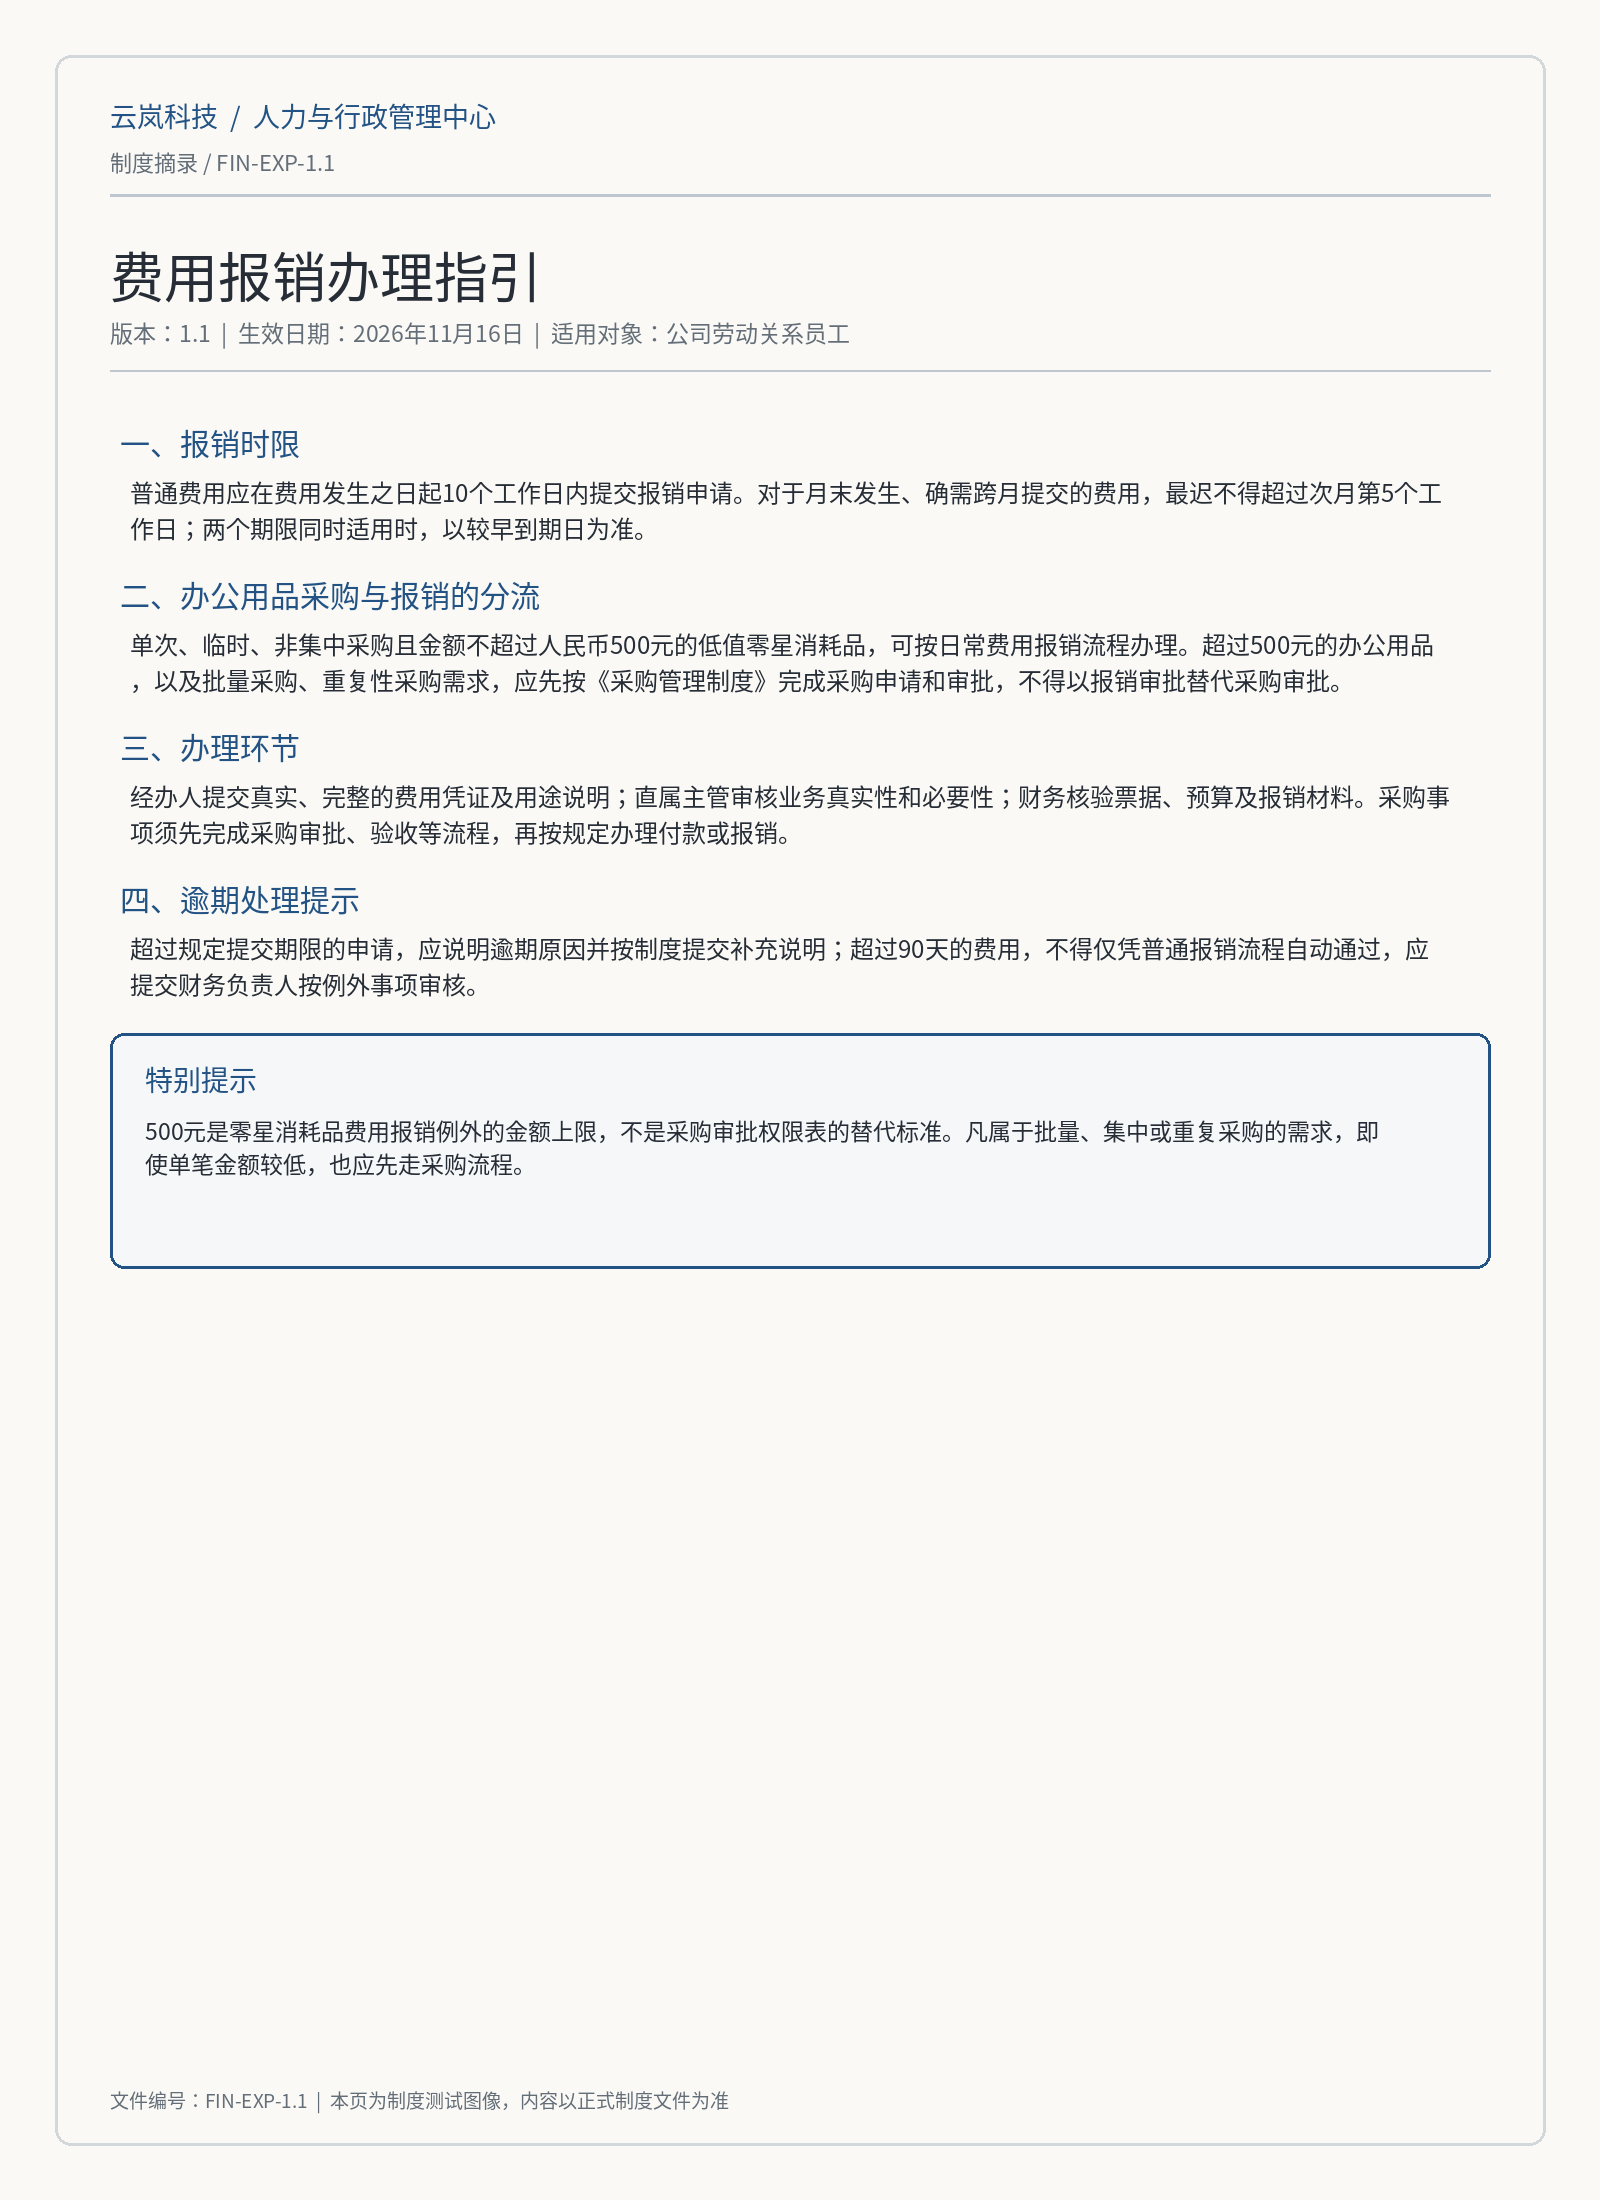 云岚科技 / 人力与行政管理中心
制度摘录 / FIN-EXP-1.1
费用报销办理指引
版本：1.1 | 生效日期：2026年11月16日 | 适用对象：公司劳动关系员工
一、报销时限
普通费用应在费用发生之日起10个工作日内提交报销申请。对于月末发生、确需跨月提交的费用，最迟不得超过次月第5个工
作日；两个期限同时适用时，以较早到期日为准。
二、办公用品采购与报销的分流
单次、临时、非集中采购且金额不超过人民币500元的低值零星消耗品，可按日常费用报销流程办理。超过500元的办公用品
，以及批量采购、重复性采购需求，应先按《采购管理制度》完成采购申请和审批，不得以报销审批替代采购审批。
三、办理环节
经办人提交真实、完整的费用凭证及用途说明；直属主管审核业务真实性和必要性；财务核验票据、预算及报销材料。采购事
项须先完成采购审批、验收等流程，再按规定办理付款或报销。
四、逾期处理提示
超过规定提交期限的申请，应说明逾期原因并按制度提交补充说明；超过90天的费用，不得仅凭普通报销流程自动通过，应
提交财务负责人按例外事项审核。
特别提示
500元是零星消耗品费用报销例外的金额上限，不是采购审批权限表的替代标准。凡属于批量、集中或重复采购的需求，即
使单笔金额较低，也应先走采购流程。
文件编号：FIN-EXP-1.1 | 本页为制度测试图像，内容以正式制度文件为准